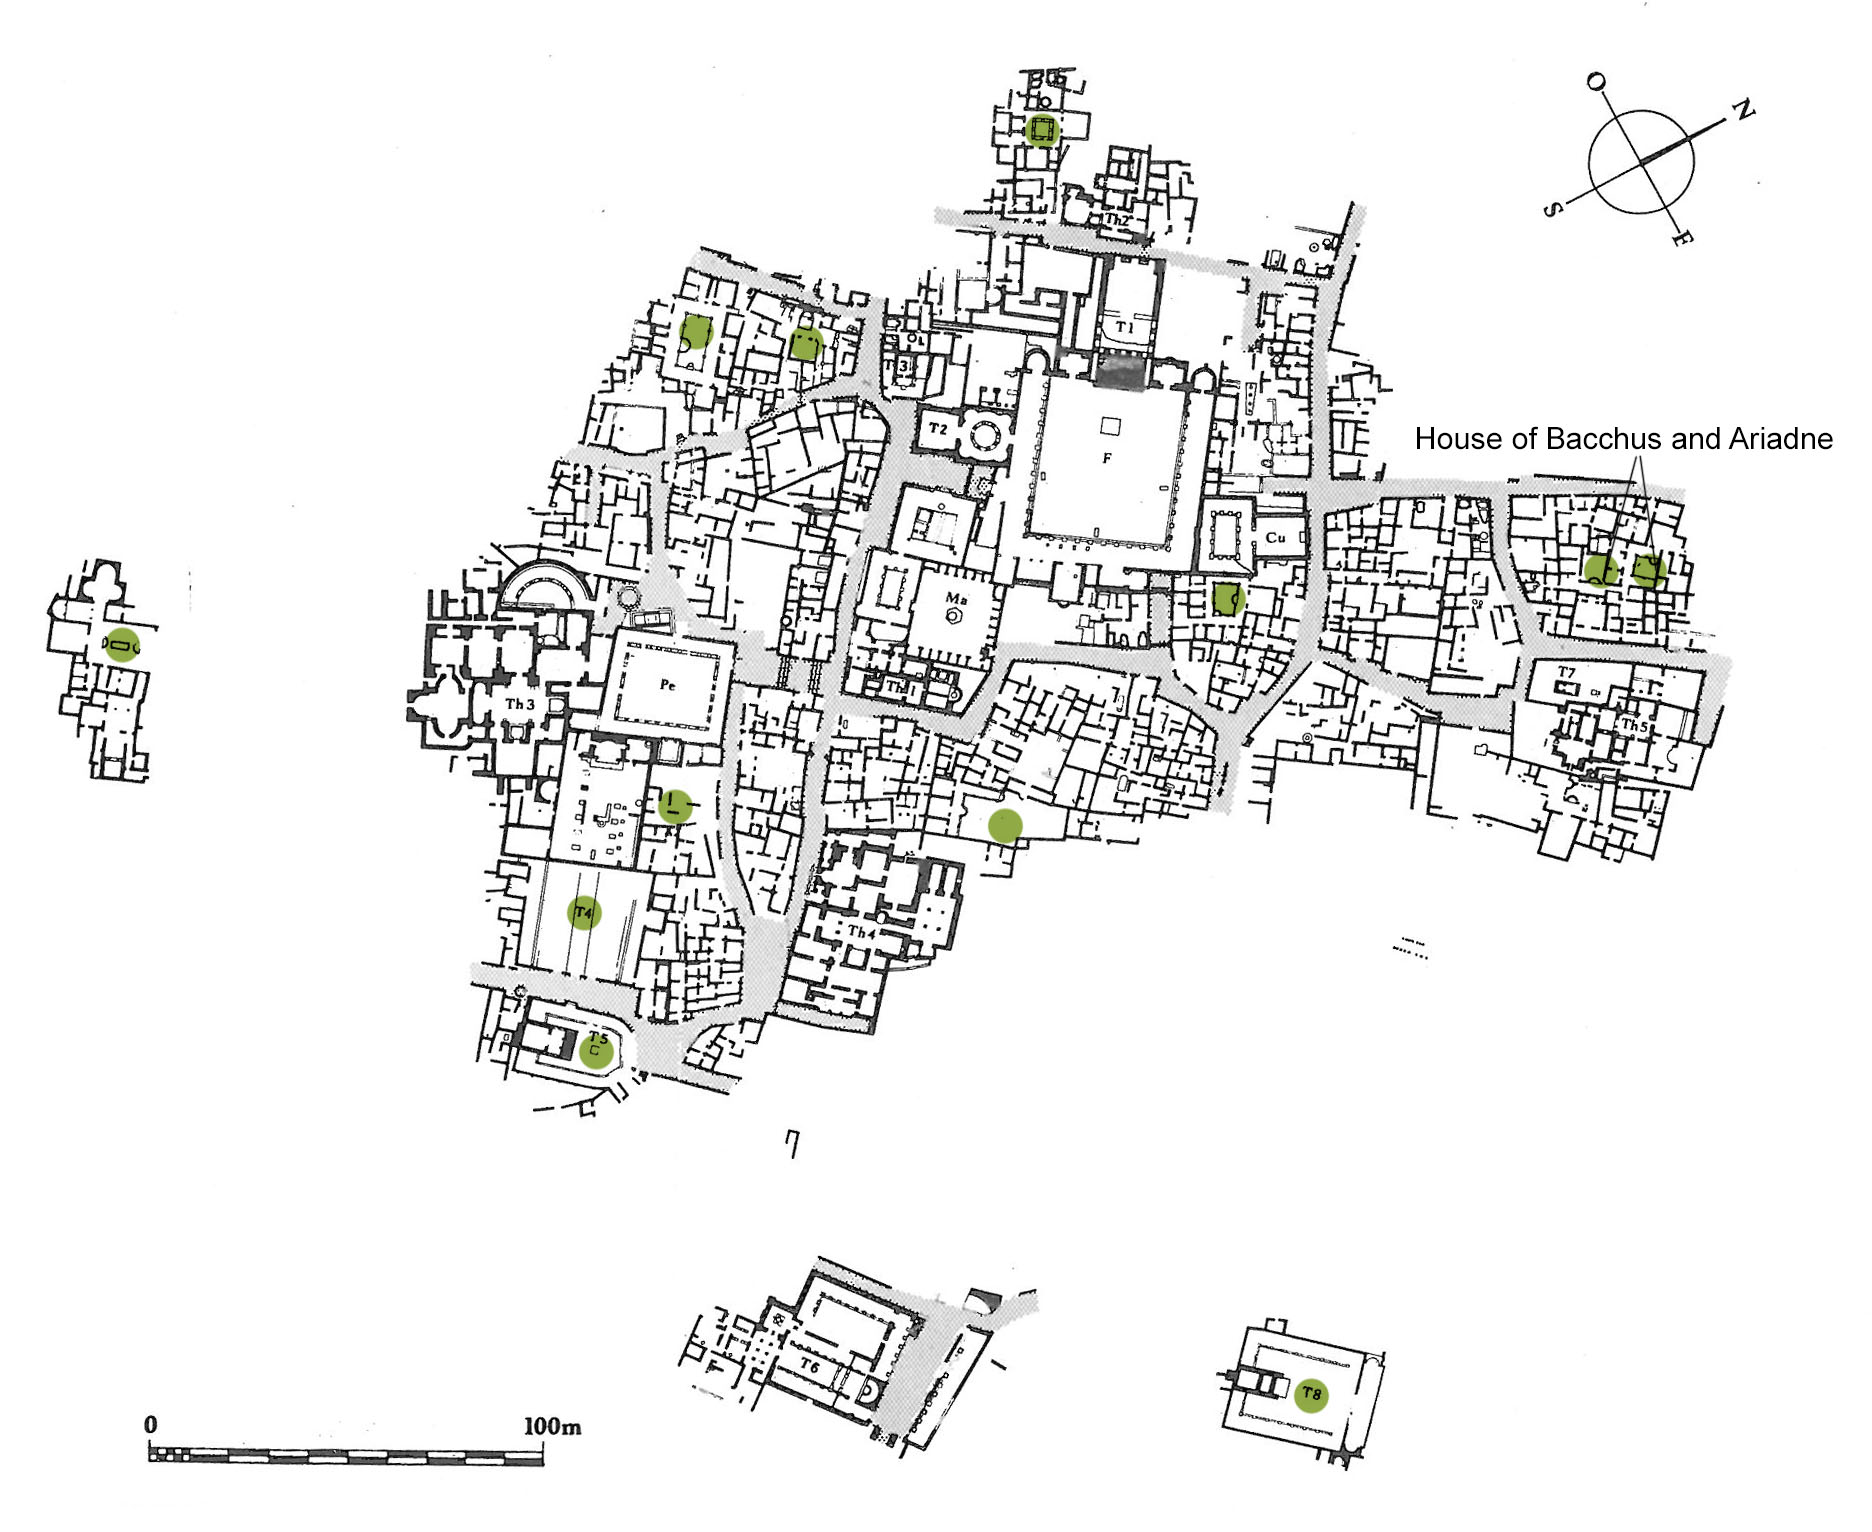 O
N
S
E
Th2
T1
T3
T2
F
House of Bacchus and Ariadne
Cu
Ma
Pe
Th1
Th3
T7
Th5
T4
Th4
T5
T6
T8
0
100m